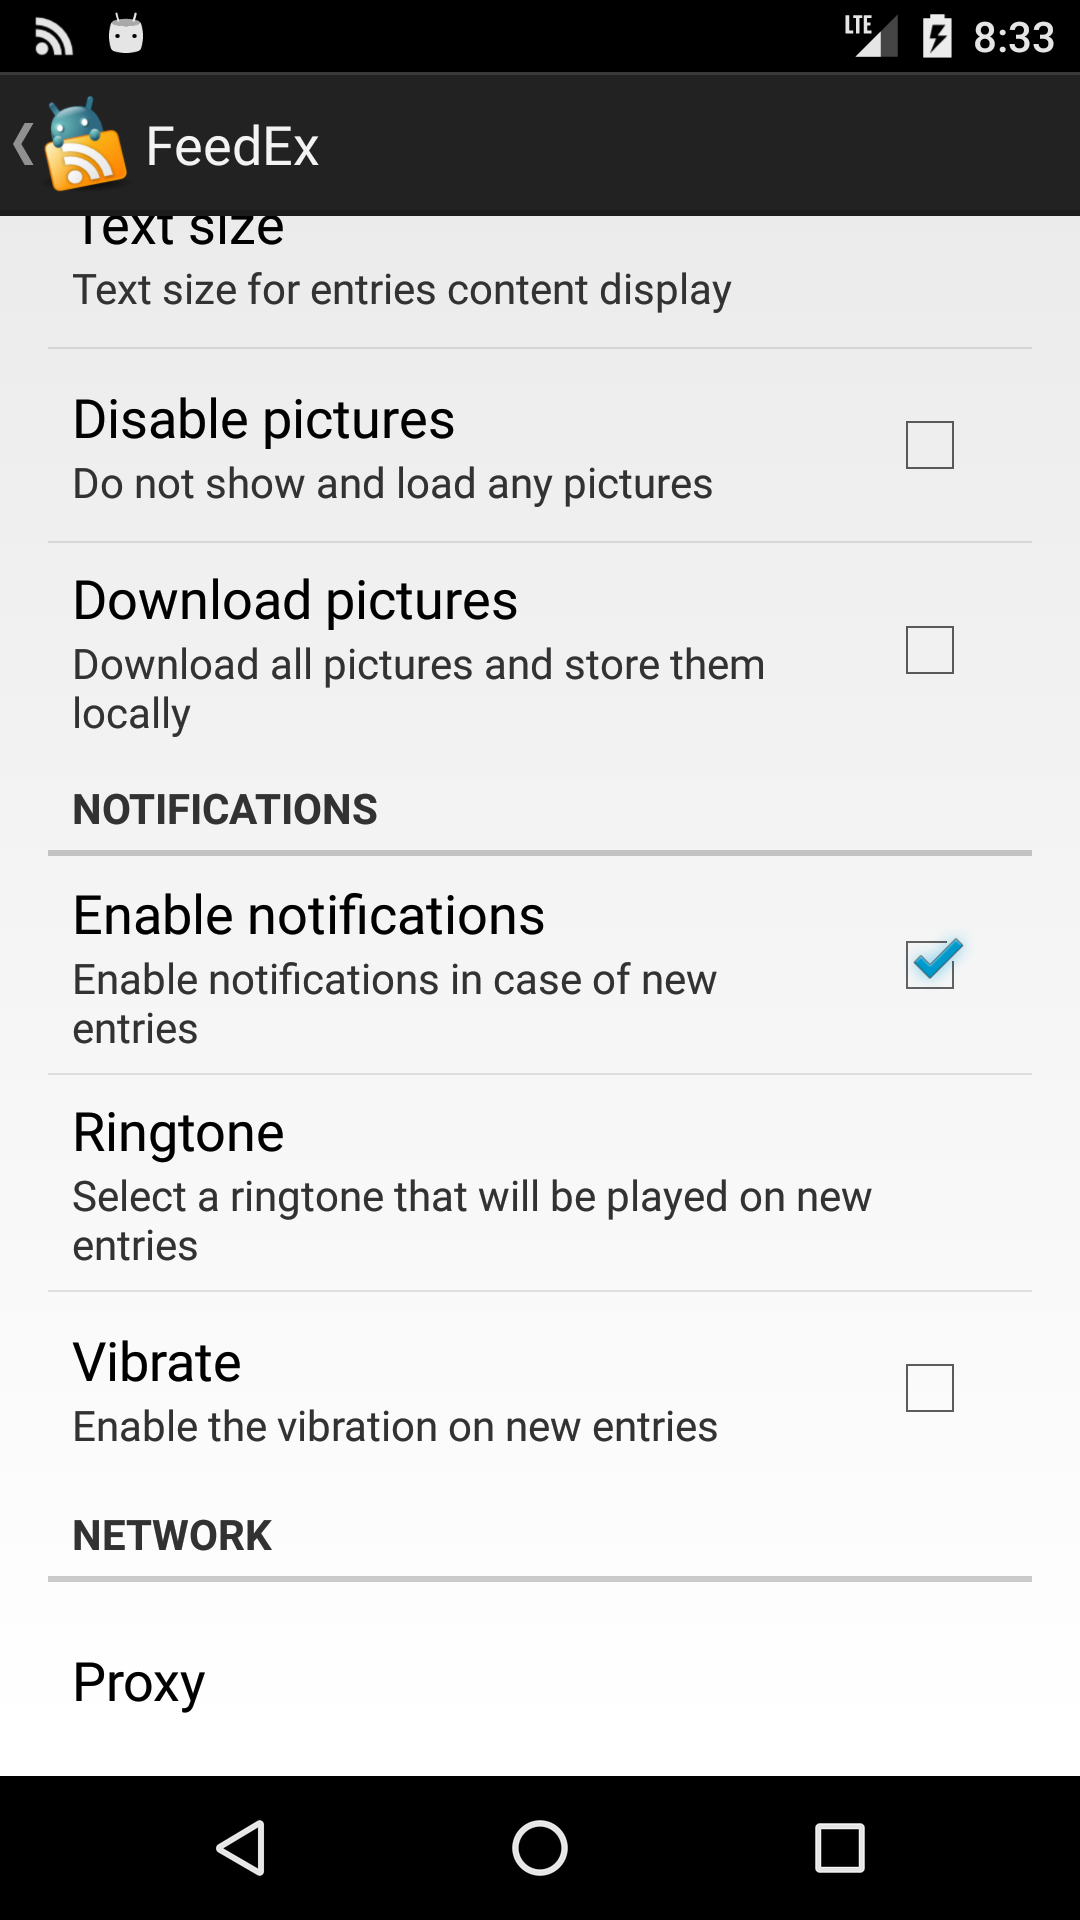 LTE 8:33
FeedEx
Text size
Text size for entries content display
Disable pictures
Do not show and load any pictures
Download pictures
Download all pictures and store them
locally
NOTIFICATIONS
Enable notifications
Enable notifications in case of new
entries
Ringtone
Select a ringtone that will be played on new
entries
Vibrate
Enable the vibration on new entries
NETWORK
Proxy